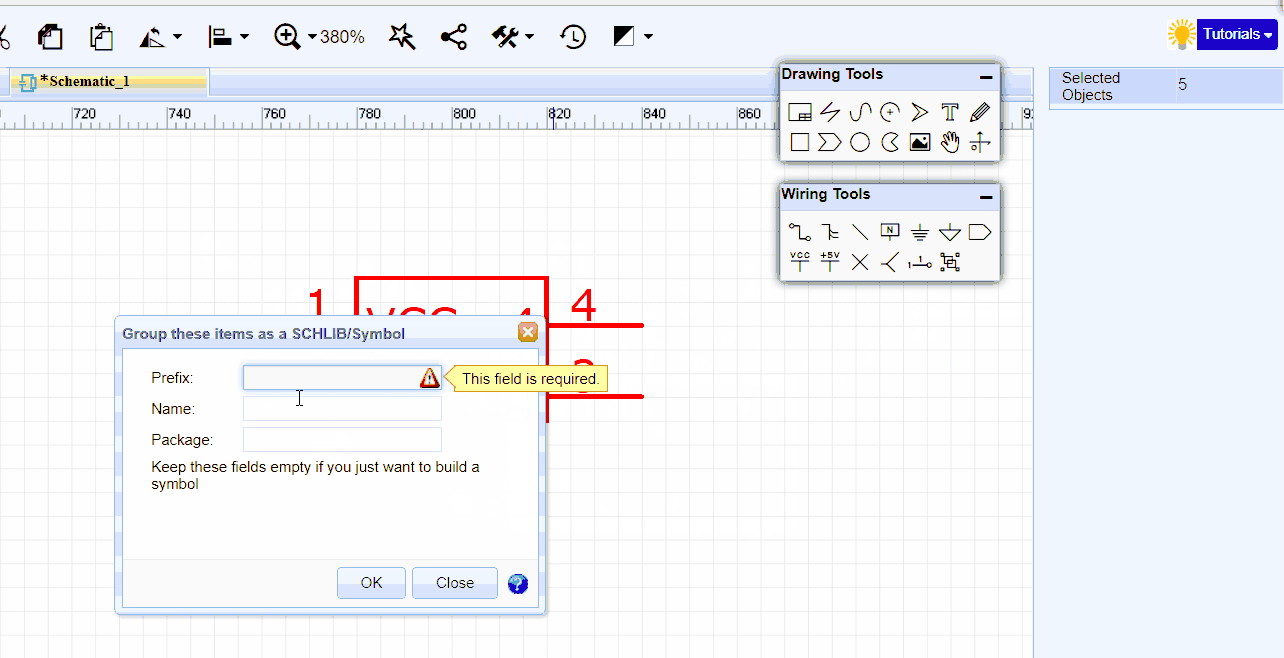 380%
Tutorials
*Schematic_1
Drawing Tools
Selected
Objects
5
720
740
760
780
800
820
840
860
T
Wiring Tools
N
VCC
+5V
1
1
4
4
Group these items as a SCHLIB/Symbol
Prefix:
This field is required.
Name:
Package:
Keep these fields empty if you just want to build a
symbol
OK
Close
?